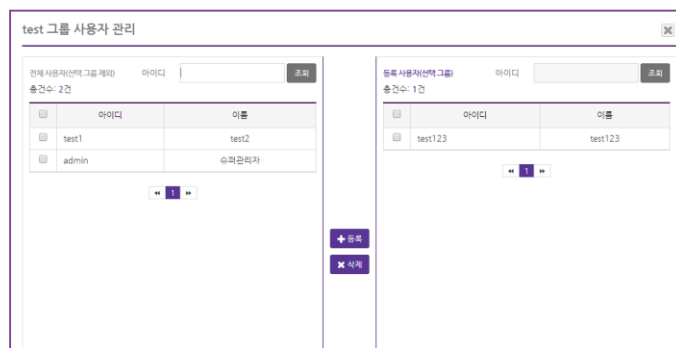 test 그룹 사용자 관리
전체 사용자(선택 그룹 제외) 아이디 조회
총건수: 2건
아이디 이름
test1 test2
admin 슈퍼관리자
1
+ 등록
× 삭제
등록 사용자(선택 그룹) 아이디 조회
총건수: 1건
아이디 이름
test123 test123
1